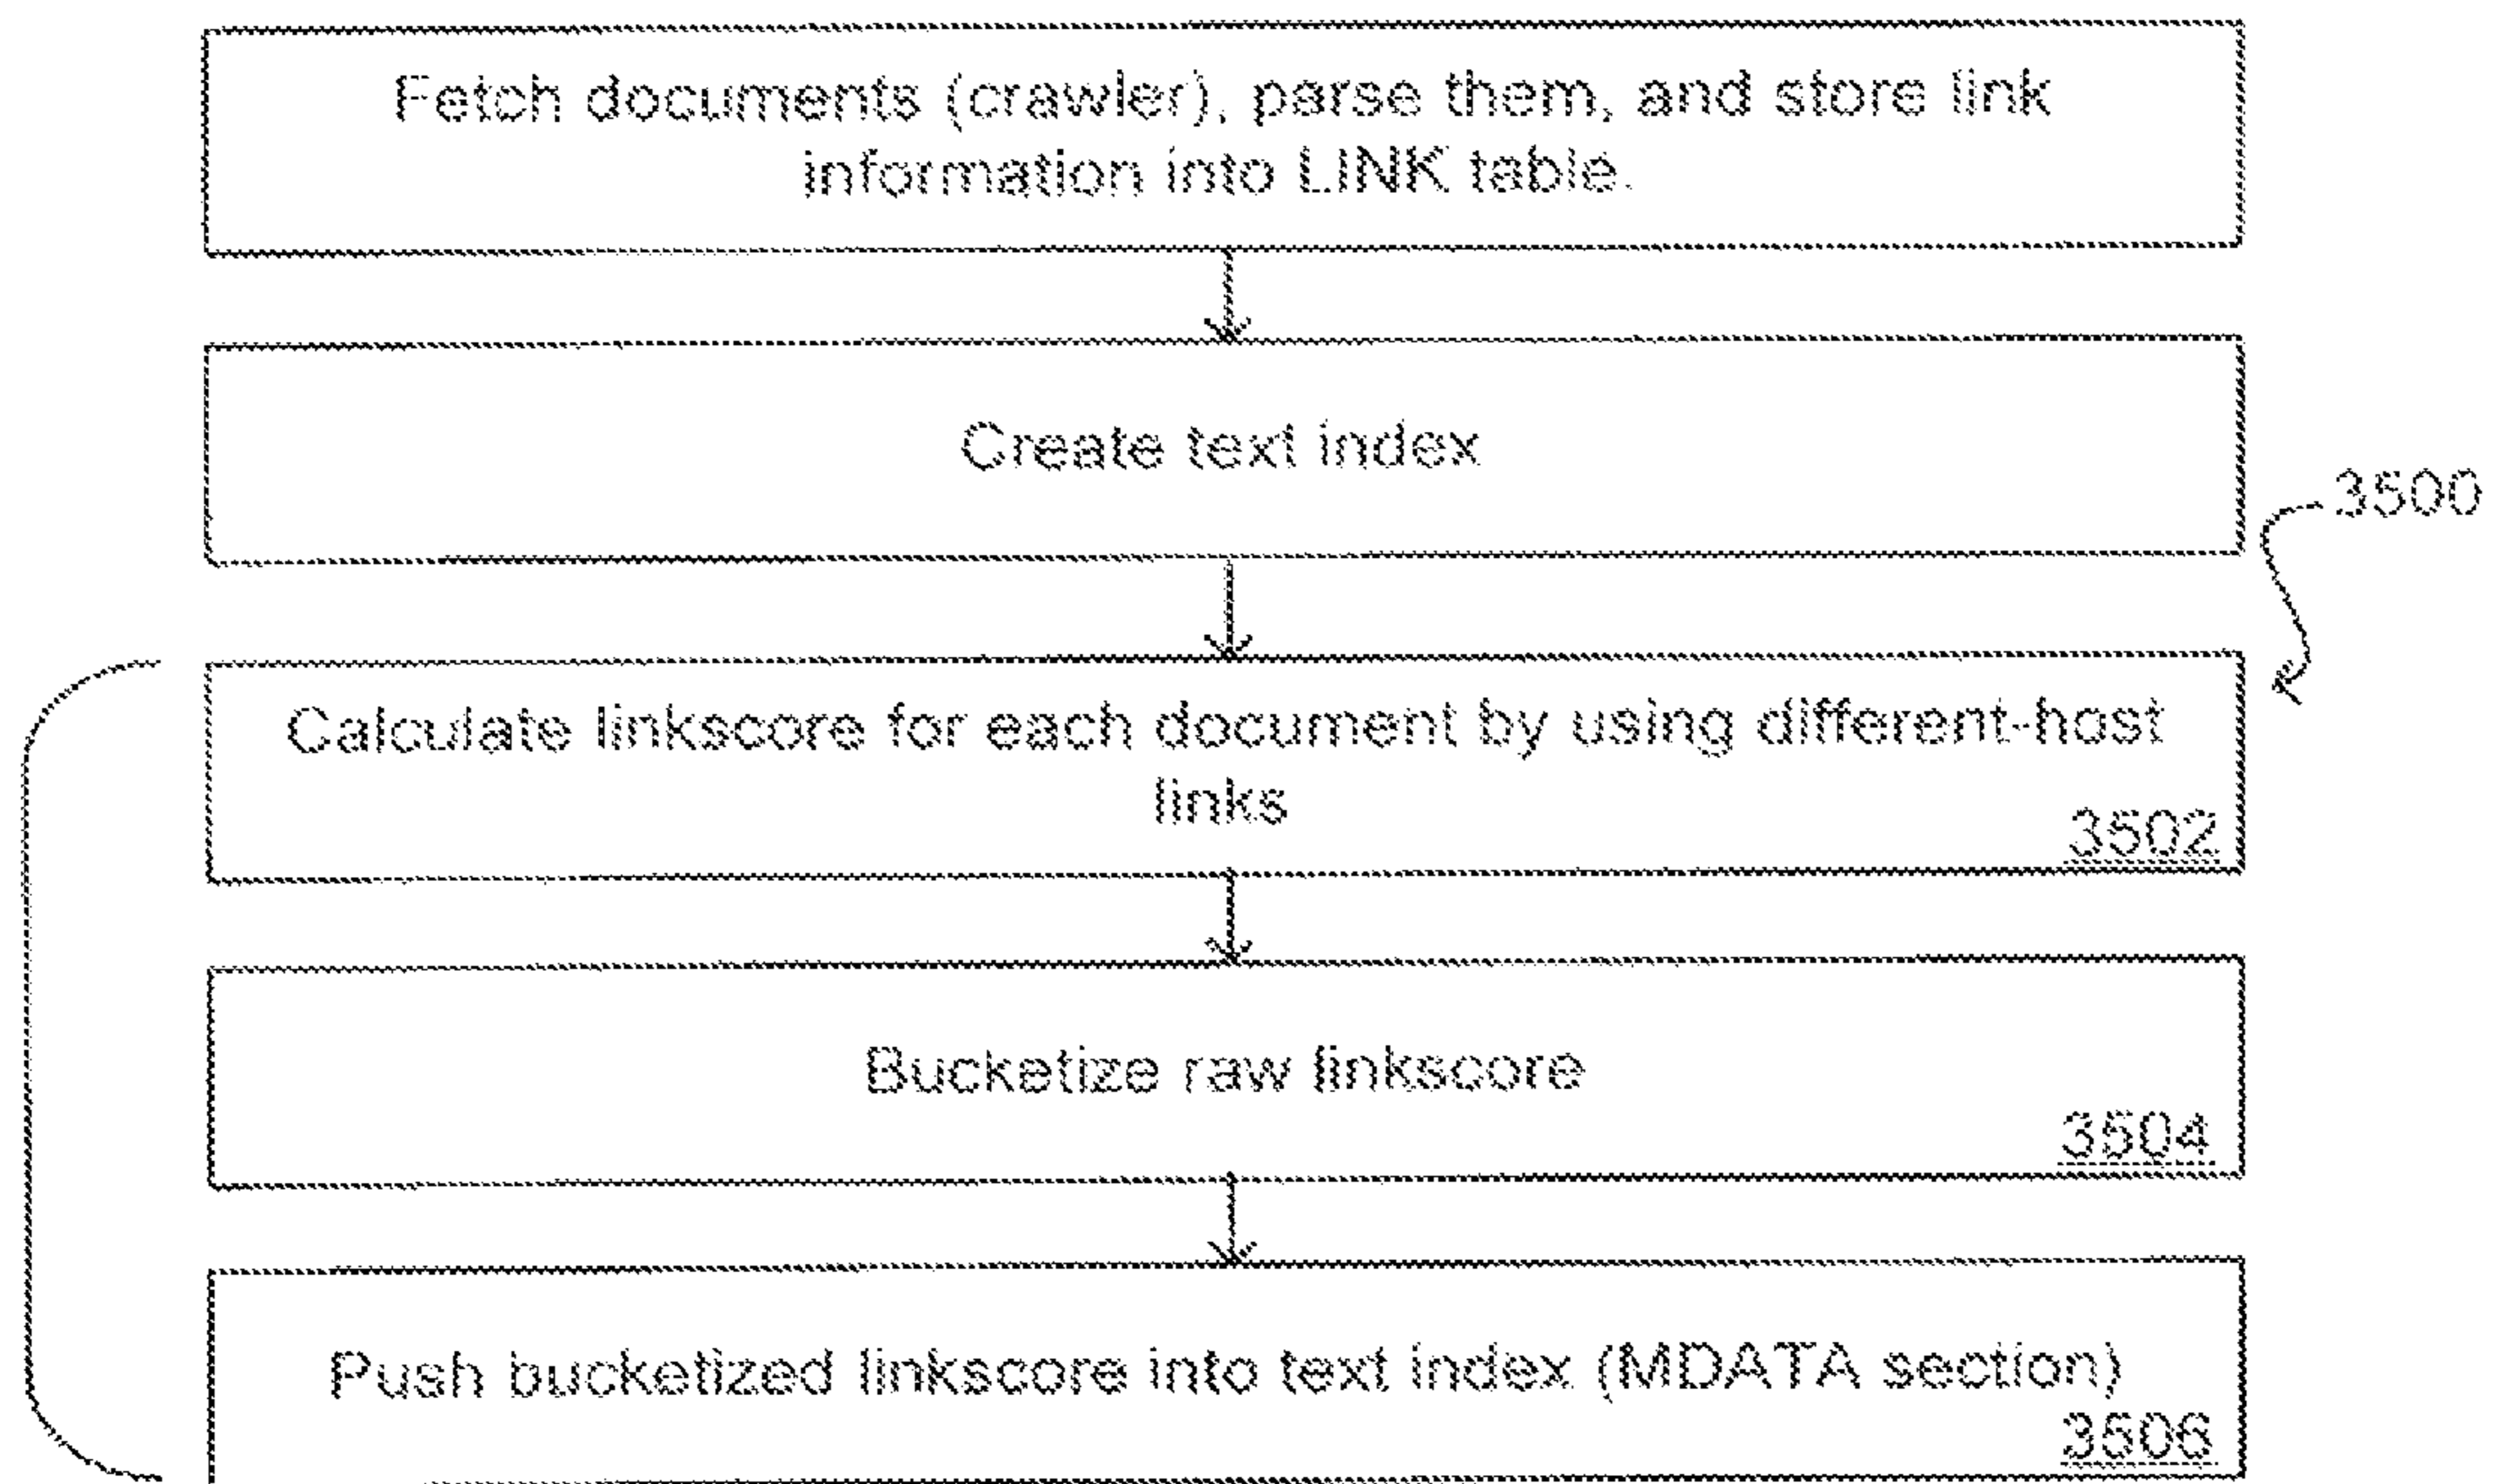 Fetch documents (crawler), parse them, and store link
information into LINK table.
Create text index
3500
Calculate linkscore for each document by using different-host
links
3502
Bucketize raw linkscore
3504
Push bucketized linkscore into text index (MDATA section)
3506